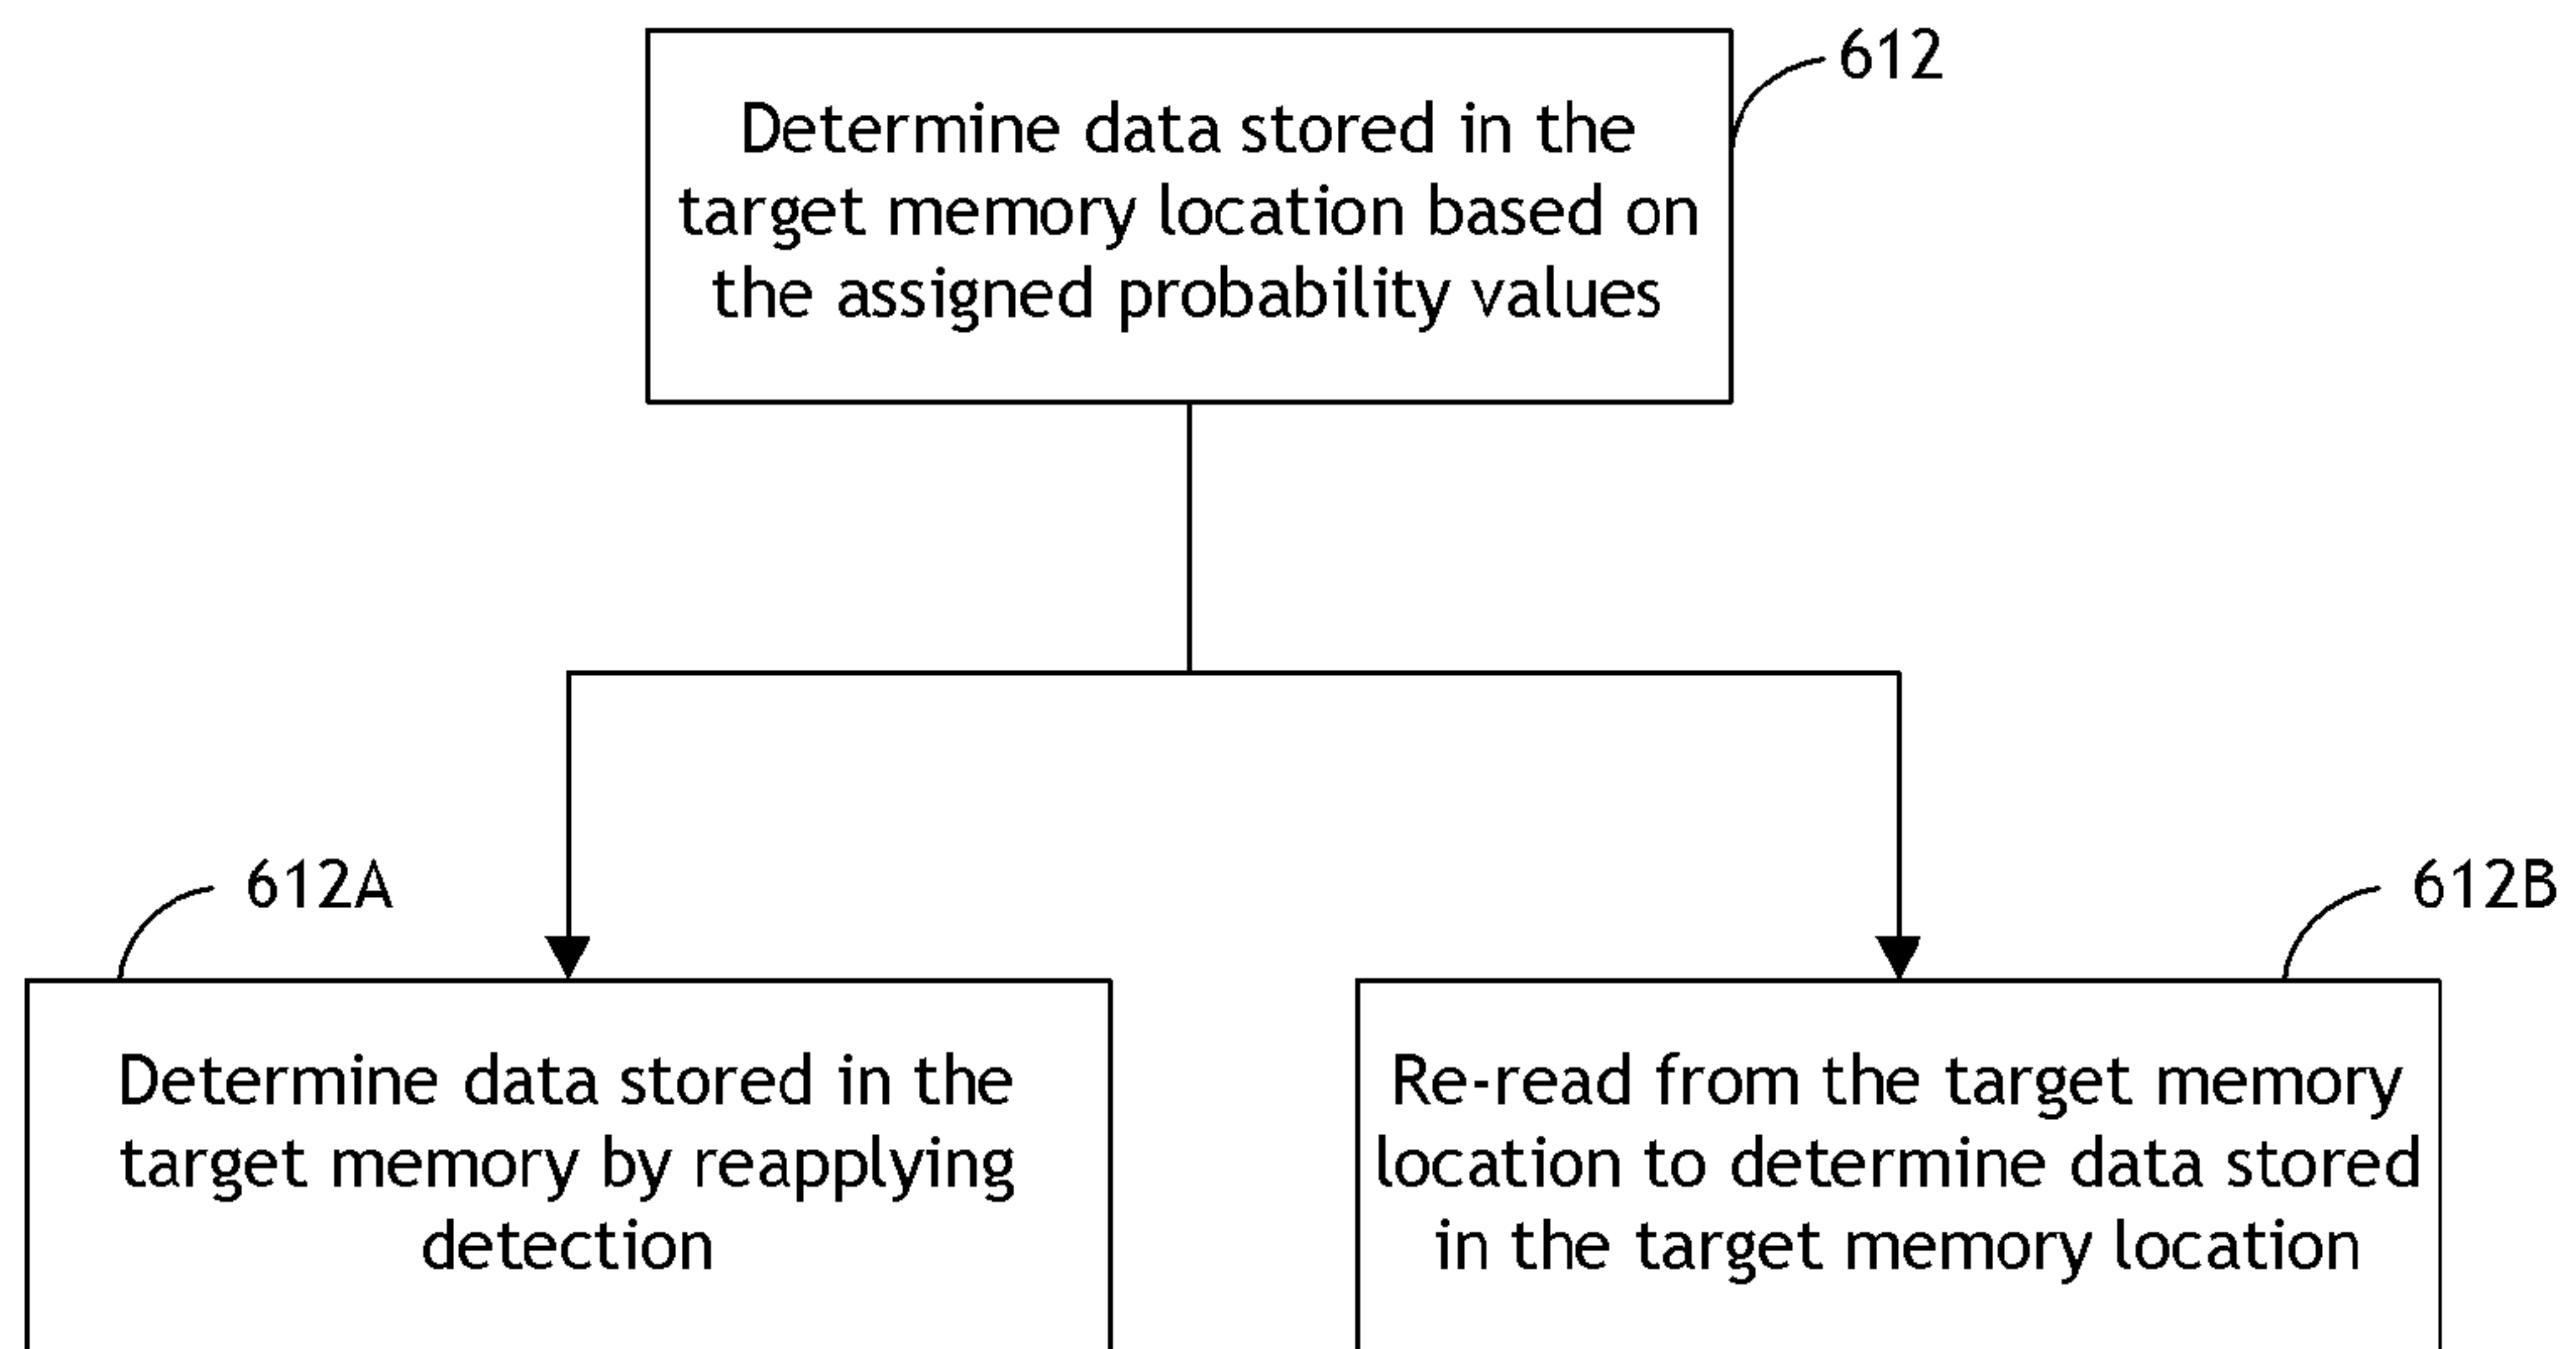 612
Determine data stored in the
target memory location based on
the assigned probability values
612A
612B
Determine data stored in the
target memory by reapplying
detection
Re-read from the target memory
location to determine data stored
in the target memory location